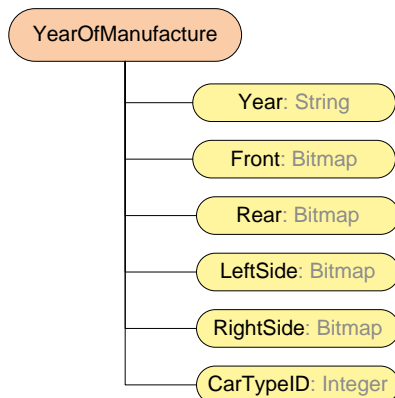 YearOfManufacture
Year: String
Front: Bitmap
Rear: Bitmap
LeftSide: Bitmap
RightSide: Bitmap
CarTypeID: Integer